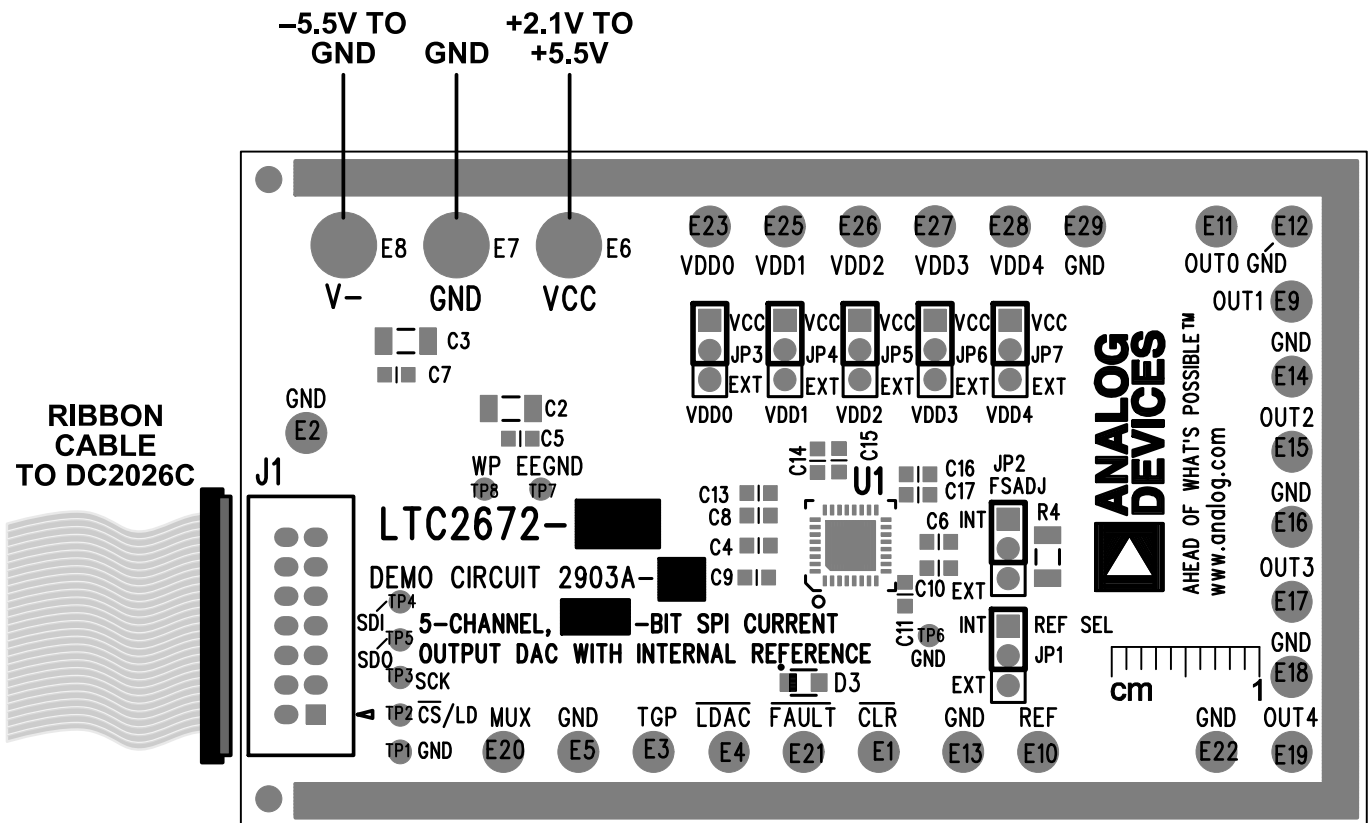 –5.5V TO
GND
GND
+2.1V TO
+5.5V
E8
E7
E6
V-
GND
VCC
E23
E25
E26
E27
E28
E29
E11
E12
VDD0
VDD1
VDD2
VDD3
VDD4
GND
OUT0
GND
OUT1
E9
VCC
VCC
VCC
VCC
VCC
JP3
JP4
JP5
JP6
JP7
EXT
EXT
EXT
EXT
EXT
VDD0
VDD1
VDD2
VDD3
VDD4
C3
C7
GND
E2
C2
C5
WP
EEGND
TP8
TP7
RIBBON
CABLE
TO DC2026C
J1
ANALOG
DEVICES
AHEAD OF WHAT'S POSSIBLE™
www.analog.com
GND
E14
OUT2
E15
GND
E16
OUT3
E17
GND
E18
OUT4
E19
C14
C15
U1
C16
C17
C13
C8
C4
C9
C6
C10
C11
JP2
FSADJ
INT
R4
EXT
INT
REF SEL
JP1
EXT
TP6
GND
LTC2672-
DEMO CIRCUIT 2903A-
5-CHANNEL, -BIT SPI CURRENT
OUTPUT DAC WITH INTERNAL REFERENCE
TP4
SDI
TP5
SDO
TP3
SCK
TP2
CS/LD
TP1
GND
D3
cm
1
MUX
GND
TGP
LDAC
FAULT
CLR
GND
REF
GND
E20
E5
E3
E4
E21
E1
E13
E10
E22